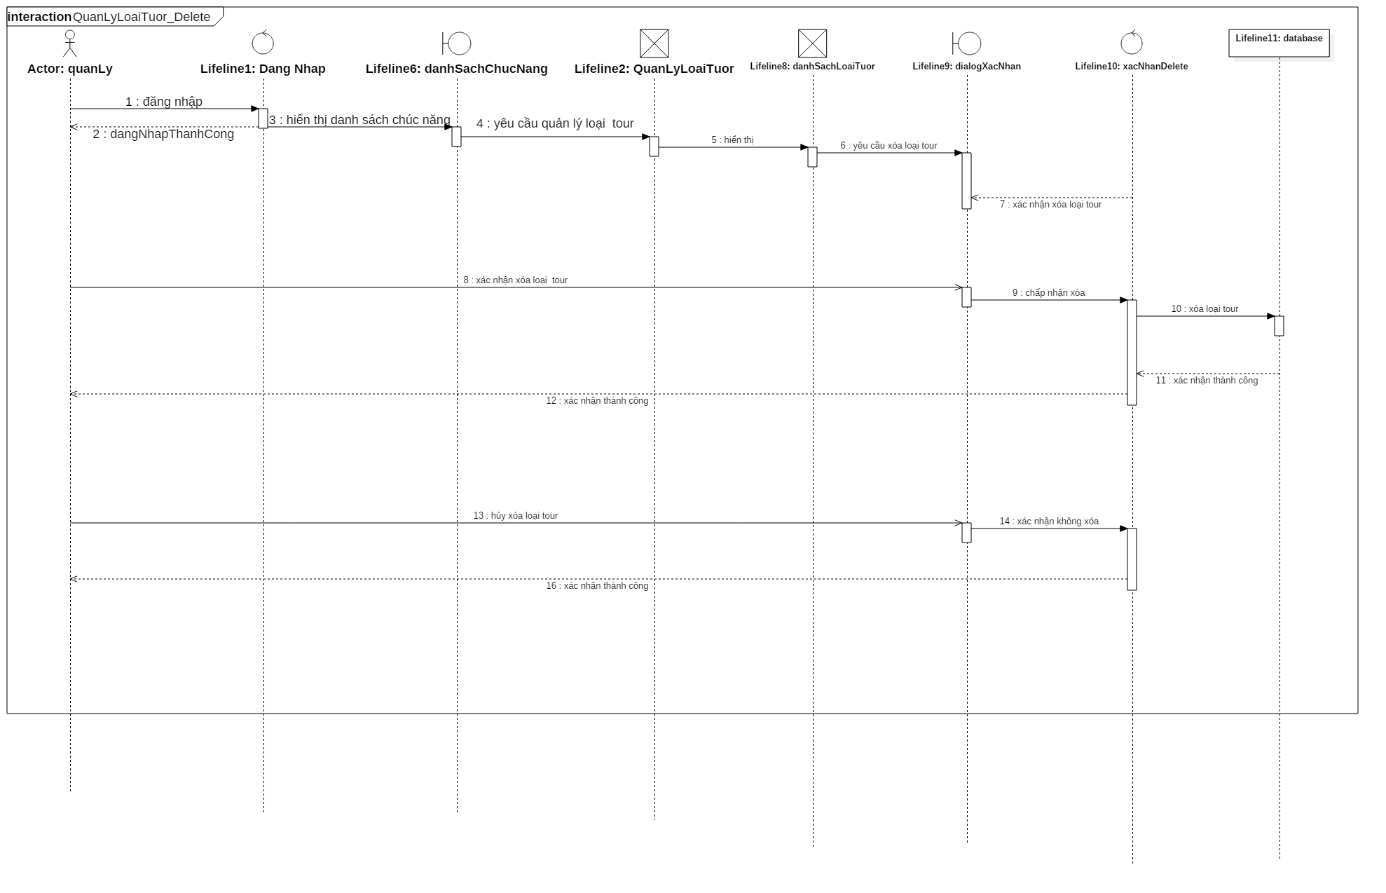 interaction QuanLyLoaiTuor_Delete
Actor: quanLy
Lifeline1: Dang Nhap
Lifeline6: danhSachChucNang
Lifeline2: QuanLyLoaiTuor
Lifeline8: danhSachLoaiTuor
Lifeline9: dialogXacNhan
Lifeline10: xacNhanDelete
Lifeline11: database
1 : đăng nhập
2 : dangNhapThanhCong
3 : hiển thị danh sách chúc năng
4 : yêu cầu quản lý loại  tour
5 : hiển thị
6 : yêu cầu xóa loại tour
7 : xác nhận xóa loại tour
8 : xác nhận xóa loại  tour
9 : chấp nhận xóa
10 : xóa loại tour
11 : xác nhận thành công
12 : xác nhân thành công
13 : hủy xóa loại tour
14 : xác nhận không xóa
16 : xác nhân thành công